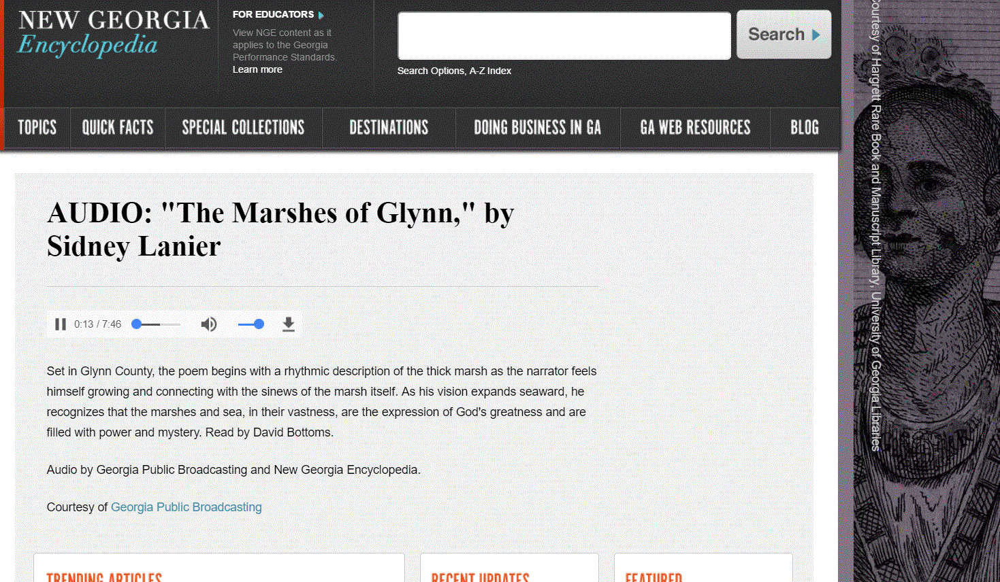 NEW GEORGIA
Encyclopedia
FOR EDUCATORS
View NGE content as it
applies to the Georgia
Performance Standards.
Learn more
Search
Search Options, A-Z Index
TOPICS
QUICK FACTS
SPECIAL COLLECTIONS
DESTINATIONS
DOING BUSINESS IN GA
GA WEB RESOURCES
BLOG
AUDIO: "The Marshes of Glynn," by
Sidney Lanier
0:13 / 7:46
Set in Glynn County, the poem begins with a rhythmic description of the thick marsh as the narrator feels
himself growing and connecting with the sinews of the marsh itself. As his vision expands seaward, he
recognizes that the marshes and sea, in their vastness, are the expression of God's greatness and are
filled with power and mystery. Read by David Bottoms.
Audio by Georgia Public Broadcasting and New Georgia Encyclopedia.
Courtesy of Georgia Public Broadcasting
TRENDING ARTICLES
RECENT UPDATES
FEATURED
Courtesy of Hargrett Rare Book and Manuscript Library, University of Georgia Libraries